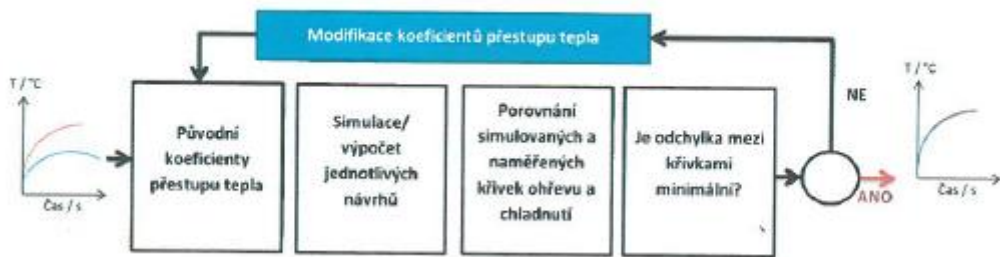 Modifikace koeficientů přestupu tepla
T / °C
Čas / s
Původní
koeficienty
přestupu tepla
Simulace/
výpočet
jednotlivých
návrhů
Porovnání
simulovaných a
naměřených
křivek ohřevu a
chladnutí
Je odchylka mezi
křivkami
minimální?
NE
ANO
T / °C
Čas / s